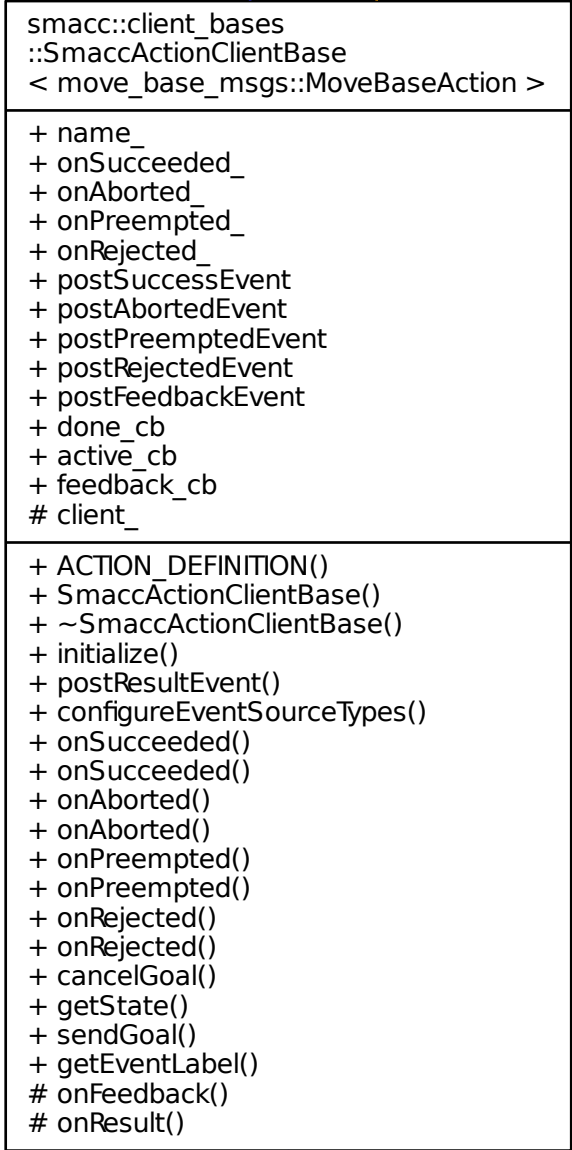 smacc::client_bases
::SmaccActionClientBase
< move_base_msgs::MoveBaseAction >
+ name_
+ onSucceeded_
+ onAborted_
+ onPreempted_
+ onRejected_
+ postSuccessEvent
+ postAbortedEvent
+ postPreemptedEvent
+ postRejectedEvent
+ postFeedbackEvent
+ done_cb
+ active_cb
+ feedback_cb
# client_
+ ACTION_DEFINITION()
+ SmaccActionClientBase()
+ ~SmaccActionClientBase()
+ initialize()
+ postResultEvent()
+ configureEventSourceTypes()
+ onSucceeded()
+ onSucceeded()
+ onAborted()
+ onAborted()
+ onPreempted()
+ onPreempted()
+ onRejected()
+ onRejected()
+ cancelGoal()
+ getState()
+ sendGoal()
+ getEventLabel()
# onFeedback()
# onResult()